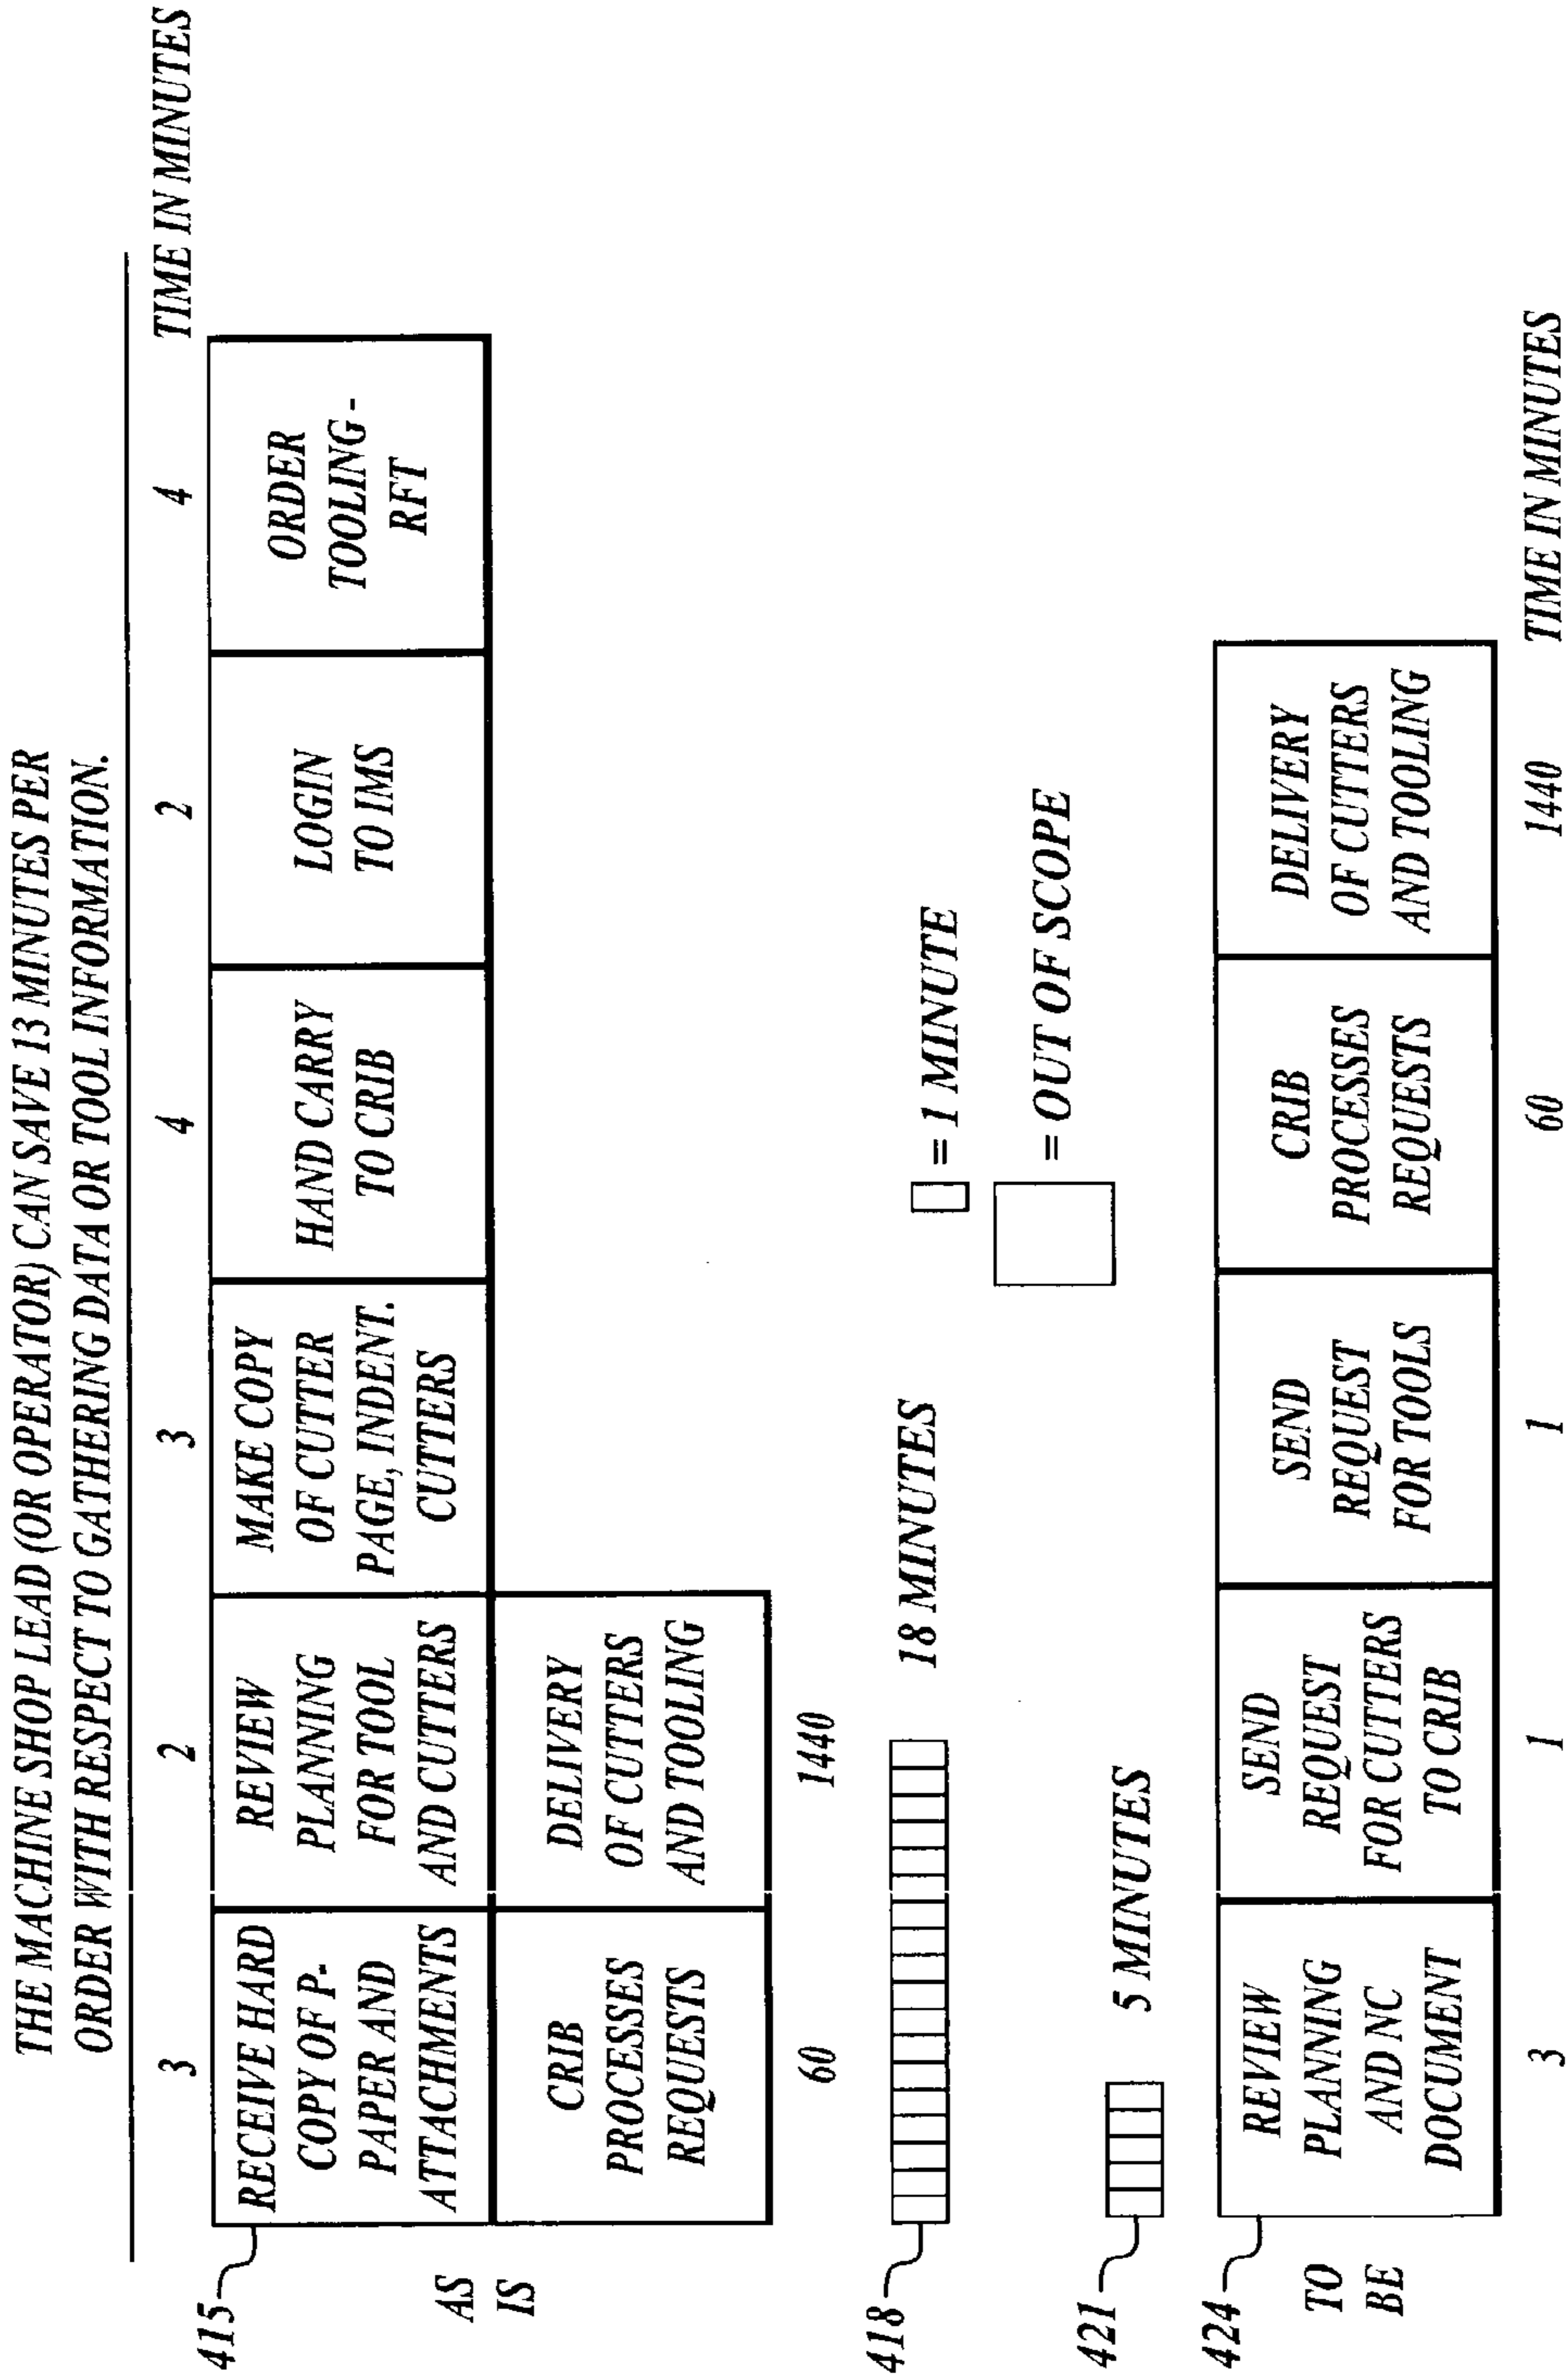 THE MACHINE SHOP LEAD (OR OPERATOR) CAN SAVE 13 MINUTES PER
ORDER WITH RESPECT TO GATHERING DATA OR TOOL INFORMATION.
3
2
3
4
2
4
TIME IN MINUTES
415
AS
IS
RECEIVE HARD
COPY OF P-
PAPER AND
ATTACHMENTS
REVIEW
PLANNING
FOR TOOL
AND CUTTERS
MAKE COPY
OF CUTTER
PAGE, INDENT.
CUTTERS
HAND CARRY
TO CRIB
LOGIN
TO IMS
ORDER
TOOLING -
RFT
CRIB
PROCESSES
REQUESTS
DELIVERY
OF CUTTERS
AND TOOLING
60
1440
418
18 MINUTES
= 1 MINUTE
= OUT OF SCOPE
421
5 MINUTES
424
TO
BE
REVIEW
PLANNING
AND NC
DOCUMENT
SEND
REQUEST
FOR CUTTERS
TO CRIB
SEND
REQUEST
FOR TOOLS
CRIB
PROCESSES
REQUESTS
DELIVERY
OF CUTTERS
AND TOOLING
3
1
1
60
1440
TIME IN MINUTES